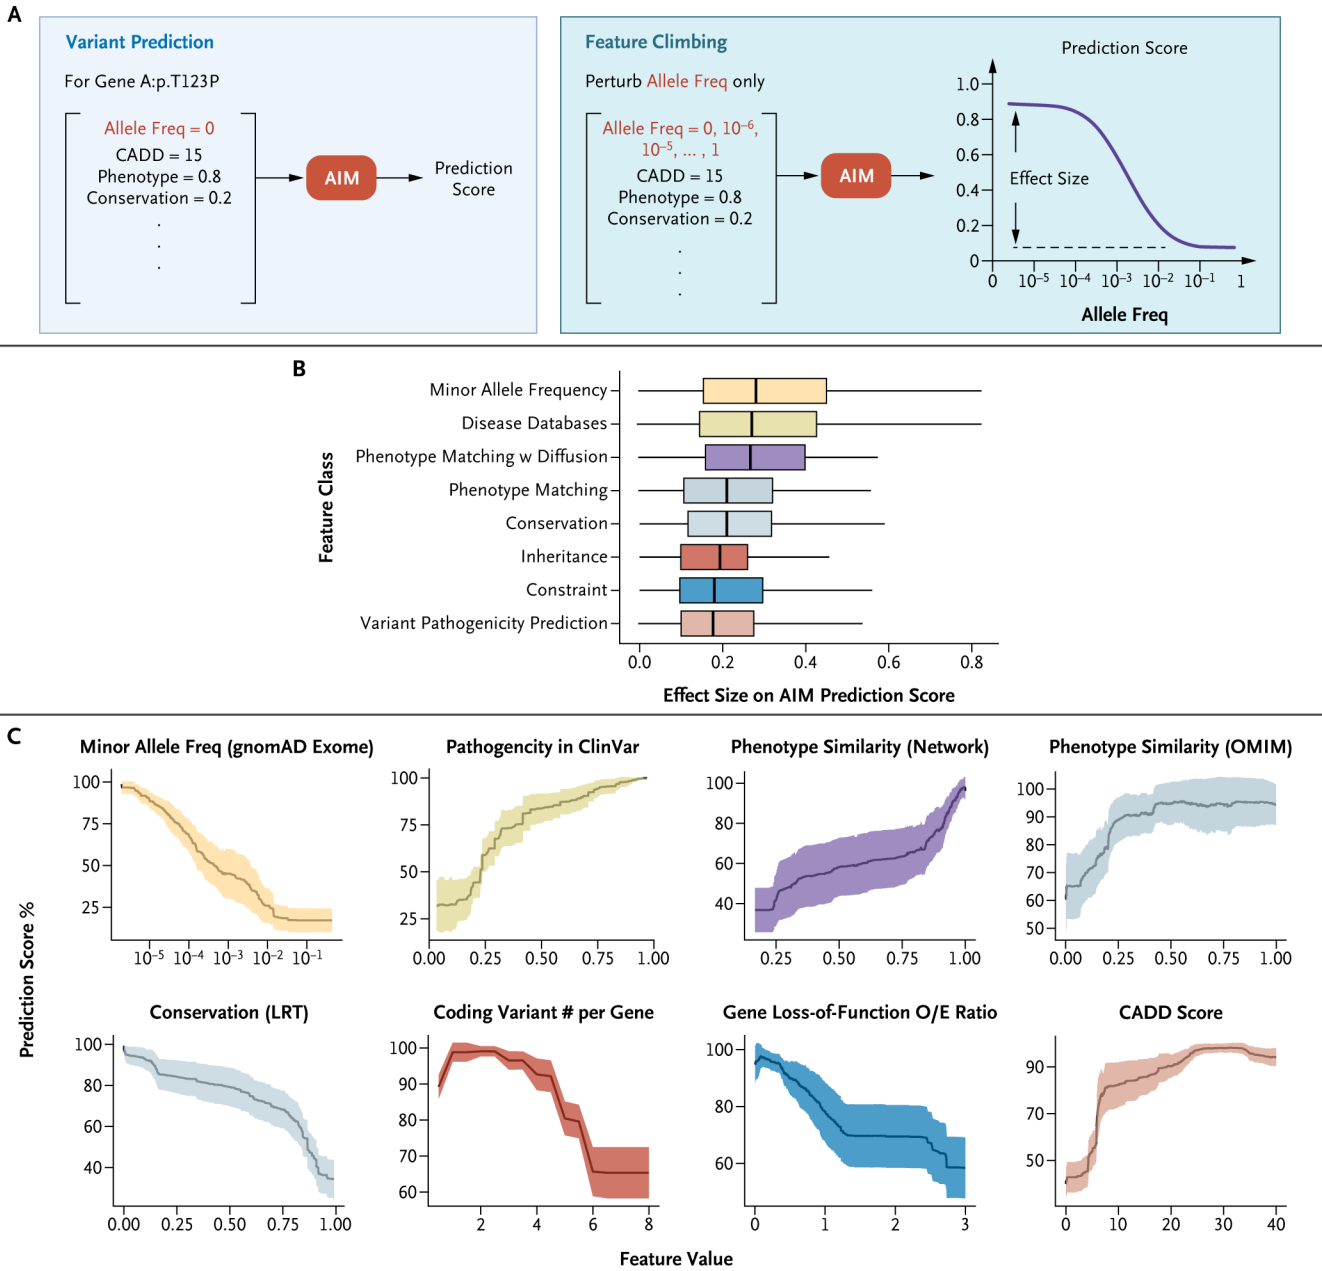 A
Variant Prediction
For Gene A:p.T123P
Allele Freq = 0
CADD = 15
Phenotype = 0.8
Conservation = 0.2
.
.
.
AIM
Prediction
Score
Feature Climbing
Perturb Allele Freq only
Allele Freq = 0, 10⁻⁶,
10⁻⁵, ... , 1
CADD = 15
Phenotype = 0.8
Conservation = 0.2
.
.
.
AIM
Prediction Score
1.0
0.8
0.6
0.4
0.2
0
Effect Size
0 10⁻⁵ 10⁻⁴ 10⁻³ 10⁻² 10⁻¹ 1
Allele Freq
B
Feature Class
Minor Allele Frequency
Disease Databases
Phenotype Matching w Diffusion
Phenotype Matching
Conservation
Inheritance
Constraint
Variant Pathogenicity Prediction
0.0 0.2 0.4 0.6 0.8
Effect Size on AIM Prediction Score
C
Prediction Score %
Minor Allele Freq (gnomAD Exome)
100
75
50
25
10⁻⁵ 10⁻⁴ 10⁻³ 10⁻² 10⁻¹
Pathogencity in ClinVar
100
75
50
25
0.00 0.25 0.50 0.75 1.00
Phenotype Similarity (Network)
100
80
60
40
0.25 0.50 0.75 1.00
Phenotype Similarity (OMIM)
100
90
80
70
60
50
0.00 0.25 0.50 0.75 1.00
Conservation (LRT)
100
80
60
40
0.00 0.25 0.50 0.75 1.00
Coding Variant # per Gene
100
90
80
70
60
2 4 6 8
Gene Loss-of-Function O/E Ratio
100
80
60
0 1 2 3
CADD Score
90
70
50
0 10 20 30 40
Feature Value